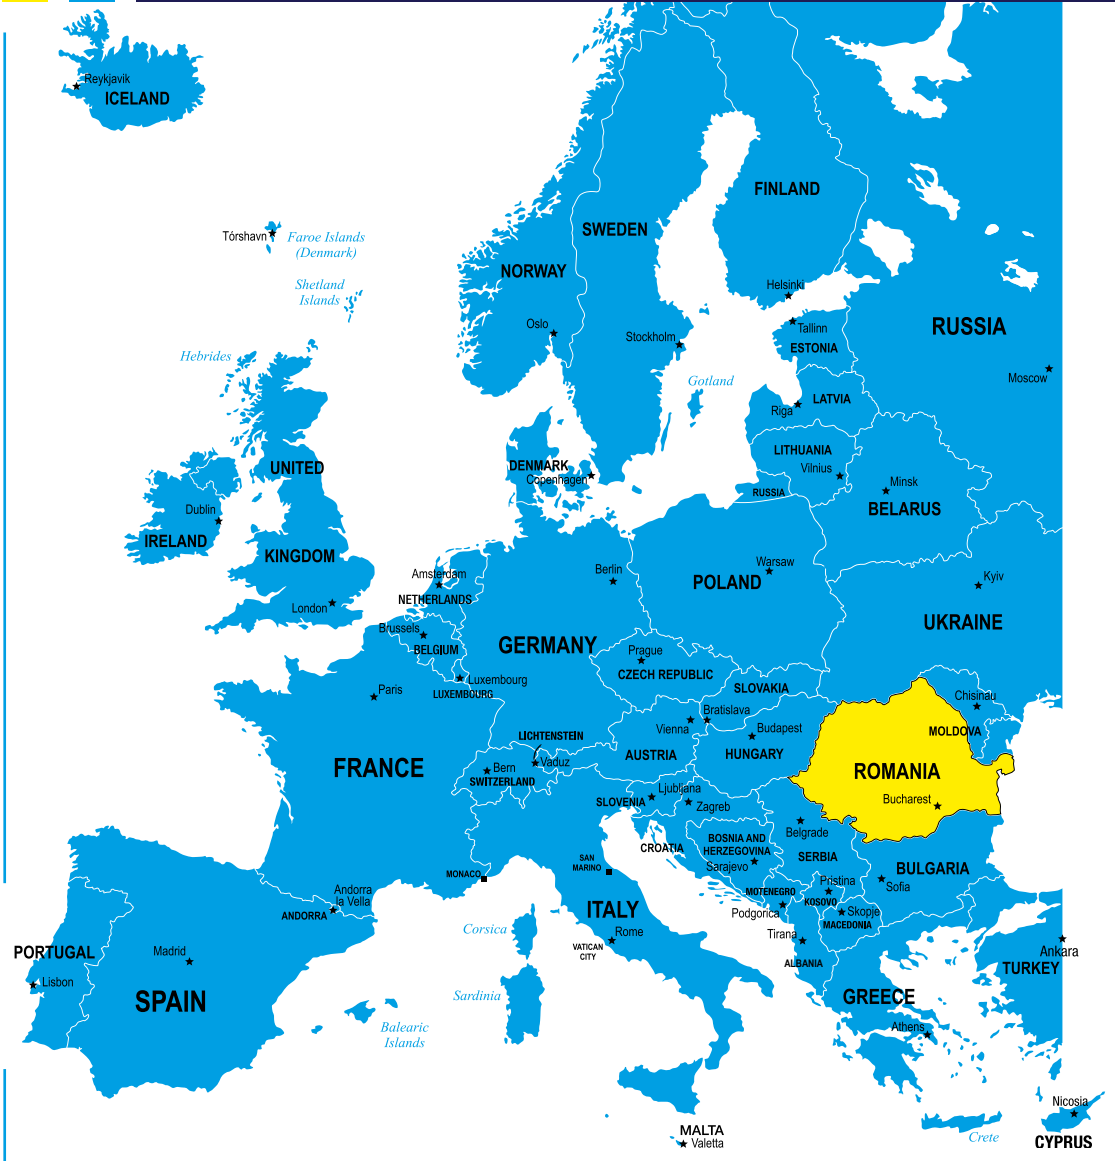 Reykjavik
ICELAND
FINLAND
SWEDEN
Tórshavn
Faroe Islands
(Denmark)
NORWAY
Shetland
Islands
Helsinki
Oslo
Stockholm
Tallinn
RUSSIA
ESTONIA
Hebrides
Moscow
Gotland
Riga
LATVIA
LITHUANIA
UNITED
DENMARK
Vilnius
Copenhagen
Minsk
RUSSIA
Dublin
BELARUS
IRELAND
KINGDOM
Amsterdam
Berlin
Warsaw
POLAND
Kyiv
NETHERLANDS
London
UKRAINE
Brussels
BELGIUM
GERMANY
Prague
CZECH REPUBLIC
Luxembourg
LUXEMBOURG
SLOVAKIA
Paris
Chisinau
Bratislava
Vienna
Budapest
MOLDOVA
LICHTENSTEIN
AUSTRIA
HUNGARY
FRANCE
Vaduz
Bern
SWITZERLAND
ROMANIA
Ljubljana
SLOVENIA
Zagreb
Bucharest
Belgrade
BOSNIA AND
HERZEGOVINA
CROATIA
SERBIA
SAN
MARINO
Sarajevo
BULGARIA
MONACO
Pristina
Sofia
Andorra
la Vella
MOTENEGRO
KOSOVO
ANDORRA
ITALY
Podgorica
Skopje
MACEDONIA
Corsica
Rome
Tirana
PORTUGAL
Madrid
VATICAN
CITY
Ankara
ALBANIA
TURKEY
Lisbon
SPAIN
Sardinia
GREECE
Balearic
Islands
Athens
Nicosia
MALTA
Valetta
Crete
CYPRUS